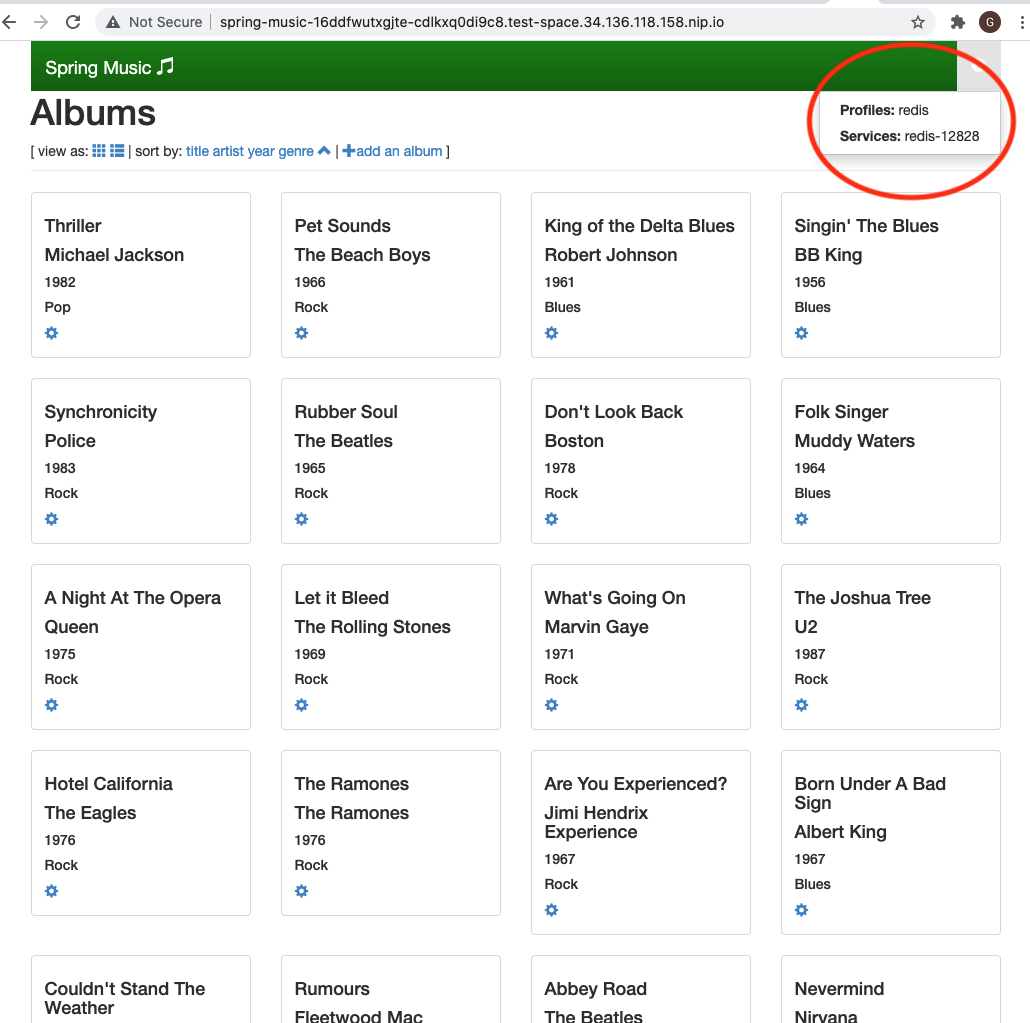 Not Secure | spring-music-16ddfwutxgjte-cdlkxq0di9c8.test-space.34.136.118.158.nip.io
G
Spring Music
Profiles: redis
Services: redis-12828
Albums
[ view as: | sort by: title artist year genre | add an album ]
Thriller
Michael Jackson
1982
Pop
Pet Sounds
The Beach Boys
1966
Rock
King of the Delta Blues
Robert Johnson
1961
Blues
Singin' The Blues
BB King
1956
Blues
Synchronicity
Police
1983
Rock
Rubber Soul
The Beatles
1965
Rock
Don't Look Back
Boston
1978
Rock
Folk Singer
Muddy Waters
1964
Blues
A Night At The Opera
Queen
1975
Rock
Let it Bleed
The Rolling Stones
1969
Rock
What's Going On
Marvin Gaye
1971
Rock
The Joshua Tree
U2
1987
Rock
Hotel California
The Eagles
1976
Rock
The Ramones
The Ramones
1976
Rock
Are You Experienced?
Jimi Hendrix
Experience
1967
Rock
Born Under A Bad
Sign
Albert King
1967
Blues
Couldn't Stand The
Weather
Rumours
Fleetwood Mac
Abbey Road
The Beatles
Nevermind
Nirvana